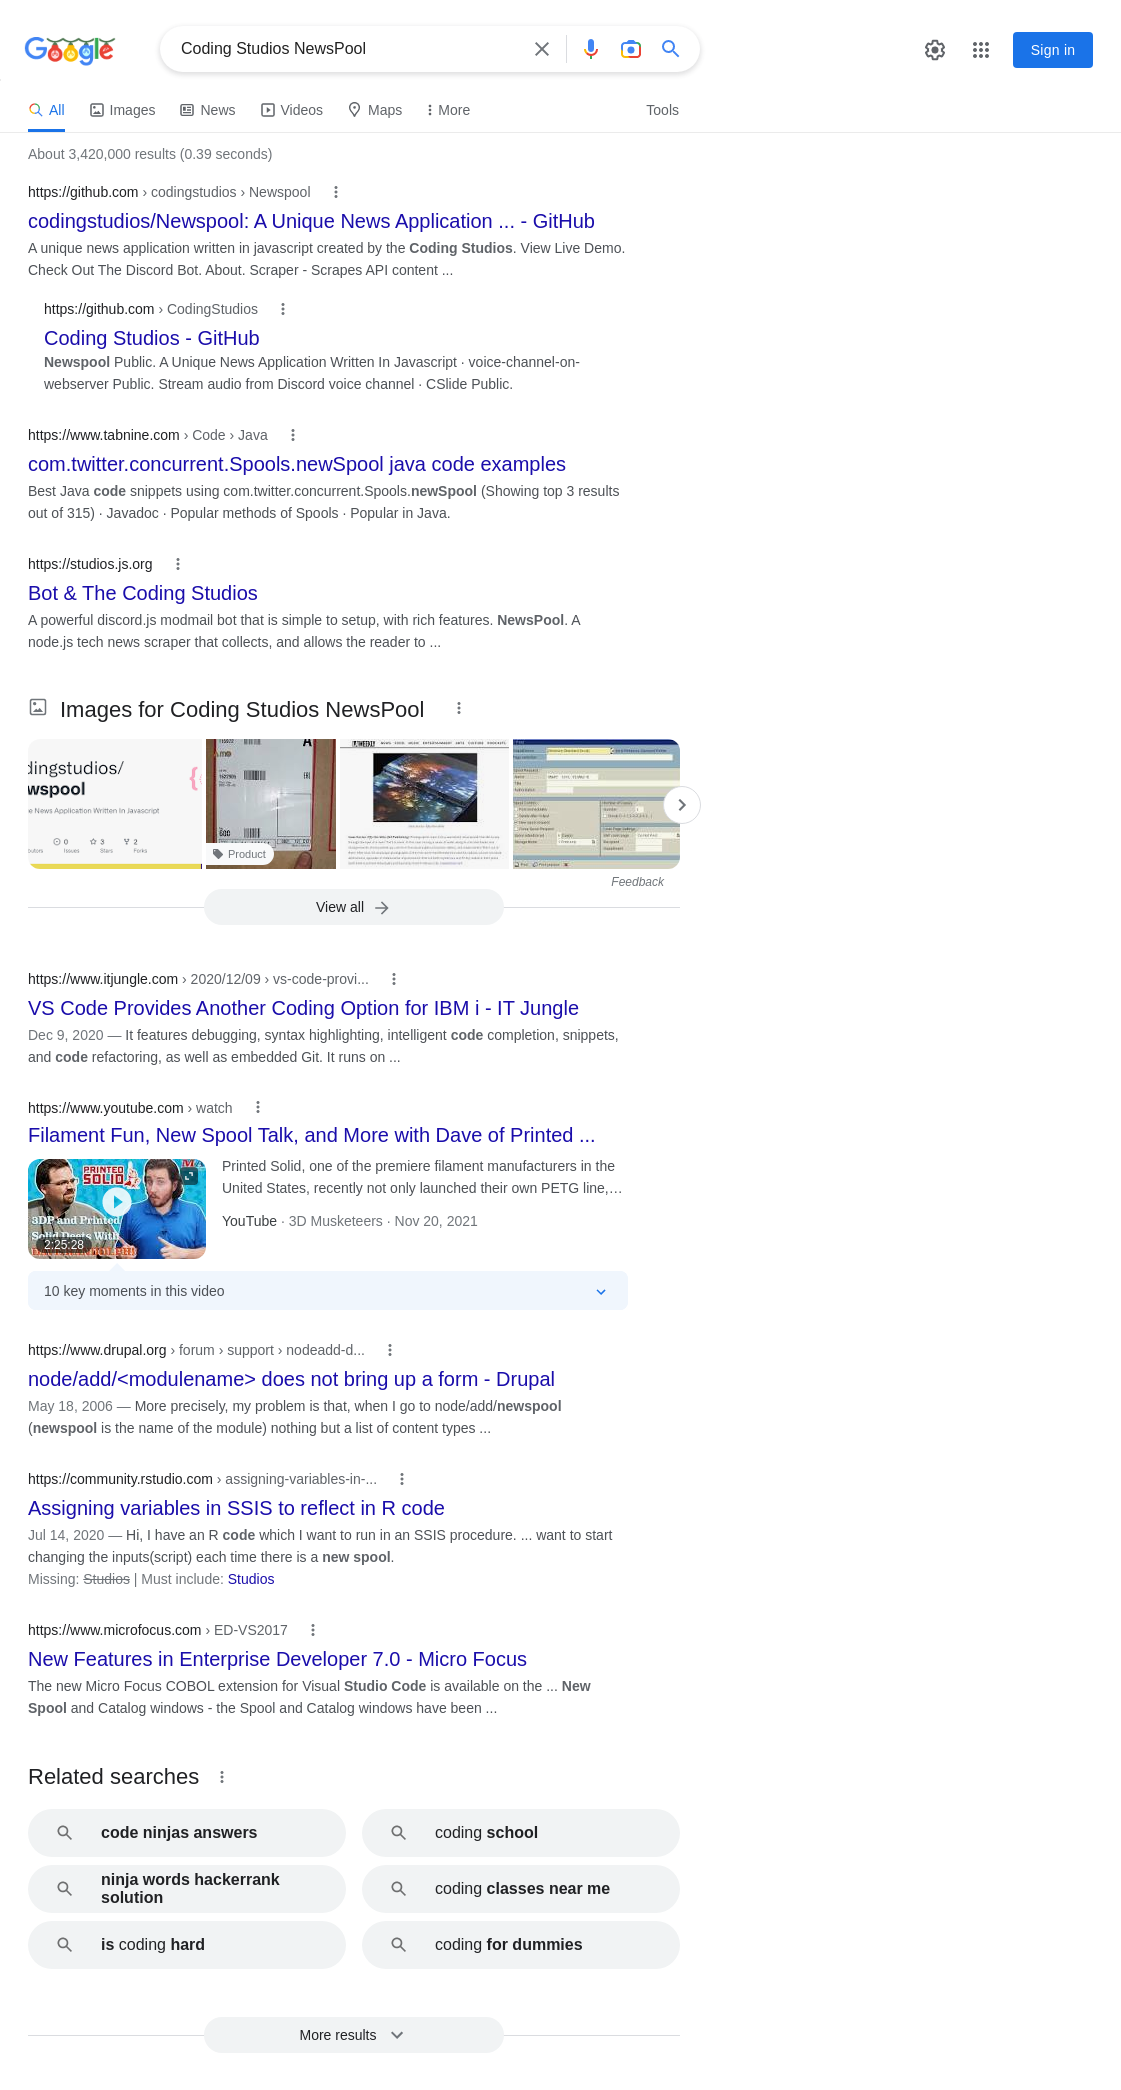 Google
Coding Studios NewsPool
Sign in
All
Images
News
Videos
Maps
More
Tools
About 3,420,000 results (0.39 seconds)
https://github.com › codingstudios › Newspool
codingstudios/Newspool: A Unique News Application ... - GitHub
A unique news application written in javascript created by the Coding Studios. View Live Demo.
Check Out The Discord Bot. About. Scraper - Scrapes API content ...
https://github.com › CodingStudios
Coding Studios - GitHub
Newspool Public. A Unique News Application Written In Javascript · voice-channel-on-
webserver Public. Stream audio from Discord voice channel · CSlide Public.
https://www.tabnine.com › Code › Java
com.twitter.concurrent.Spools.newSpool java code examples
Best Java code snippets using com.twitter.concurrent.Spools.newSpool (Showing top 3 results
out of 315) · Javadoc · Popular methods of Spools · Popular in Java.
https://studios.js.org
Bot & The Coding Studios
A powerful discord.js modmail bot that is simple to setup, with rich features. NewsPool. A
node.js tech news scraper that collects, and allows the reader to ...
Images for Coding Studios NewsPool
dingstudios/
wspool
e News Application Written In Javascript
0
3
2
utors
Issues
Stars
Forks
Product
Feedback
View all
https://www.itjungle.com › 2020/12/09 › vs-code-provi...
VS Code Provides Another Coding Option for IBM i - IT Jungle
Dec 9, 2020 — It features debugging, syntax highlighting, intelligent code completion, snippets,
and code refactoring, as well as embedded Git. It runs on ...
https://www.youtube.com › watch
Filament Fun, New Spool Talk, and More with Dave of Printed ...
PRINTED
SOLID
3DP and Printed
Solid Deets With
2:25:28
Printed Solid, one of the premiere filament manufacturers in the
United States, recently not only launched their own PETG line,…
YouTube · 3D Musketeers · Nov 20, 2021
10 key moments in this video
https://www.drupal.org › forum › support › nodeadd-d...
node/add/<modulename> does not bring up a form - Drupal
May 18, 2006 — More precisely, my problem is that, when I go to node/add/newspool
(newspool is the name of the module) nothing but a list of content types ...
https://community.rstudio.com › assigning-variables-in-...
Assigning variables in SSIS to reflect in R code
Jul 14, 2020 — Hi, I have an R code which I want to run in an SSIS procedure. ... want to start
changing the inputs(script) each time there is a new spool.
Missing: Studios | Must include: Studios
https://www.microfocus.com › ED-VS2017
New Features in Enterprise Developer 7.0 - Micro Focus
The new Micro Focus COBOL extension for Visual Studio Code is available on the ... New
Spool and Catalog windows - the Spool and Catalog windows have been ...
Related searches
code ninjas answers
coding school
ninja words hackerrank
solution
coding classes near me
is coding hard
coding for dummies
More results